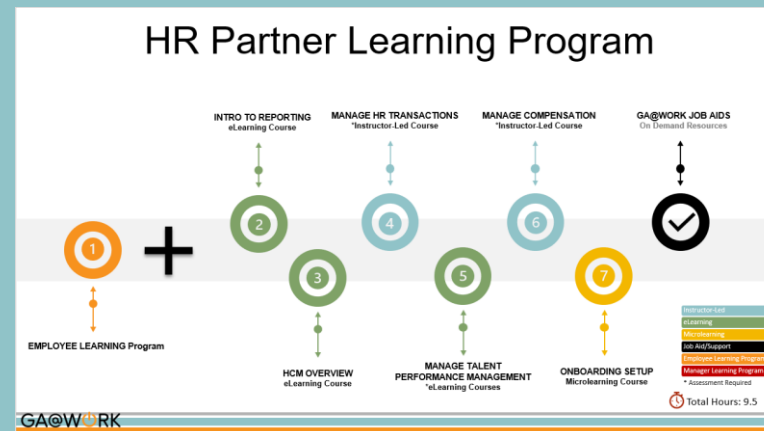 HR Partner Learning Program
INTRO TO REPORTING
eLearning Course
MANAGE HR TRANSACTIONS
*Instructor-Led Course
MANAGE COMPENSATION
*Instructor-Led Course
GA@WORK JOB AIDS
On Demand Resources
1
2
3
4
5
6
7
EMPLOYEE LEARNING Program
HCM OVERVIEW
eLearning Course
MANAGE TALENT
PERFORMANCE MANAGEMENT
*eLearning Courses
ONBOARDING SETUP
Microlearning Course
Instructor-Led
eLearning
Microlearning
Job Aid/Support
Employee Learning Program
Manager Learning Program
* Assessment Required
Total Hours: 9.5
GA@WORK